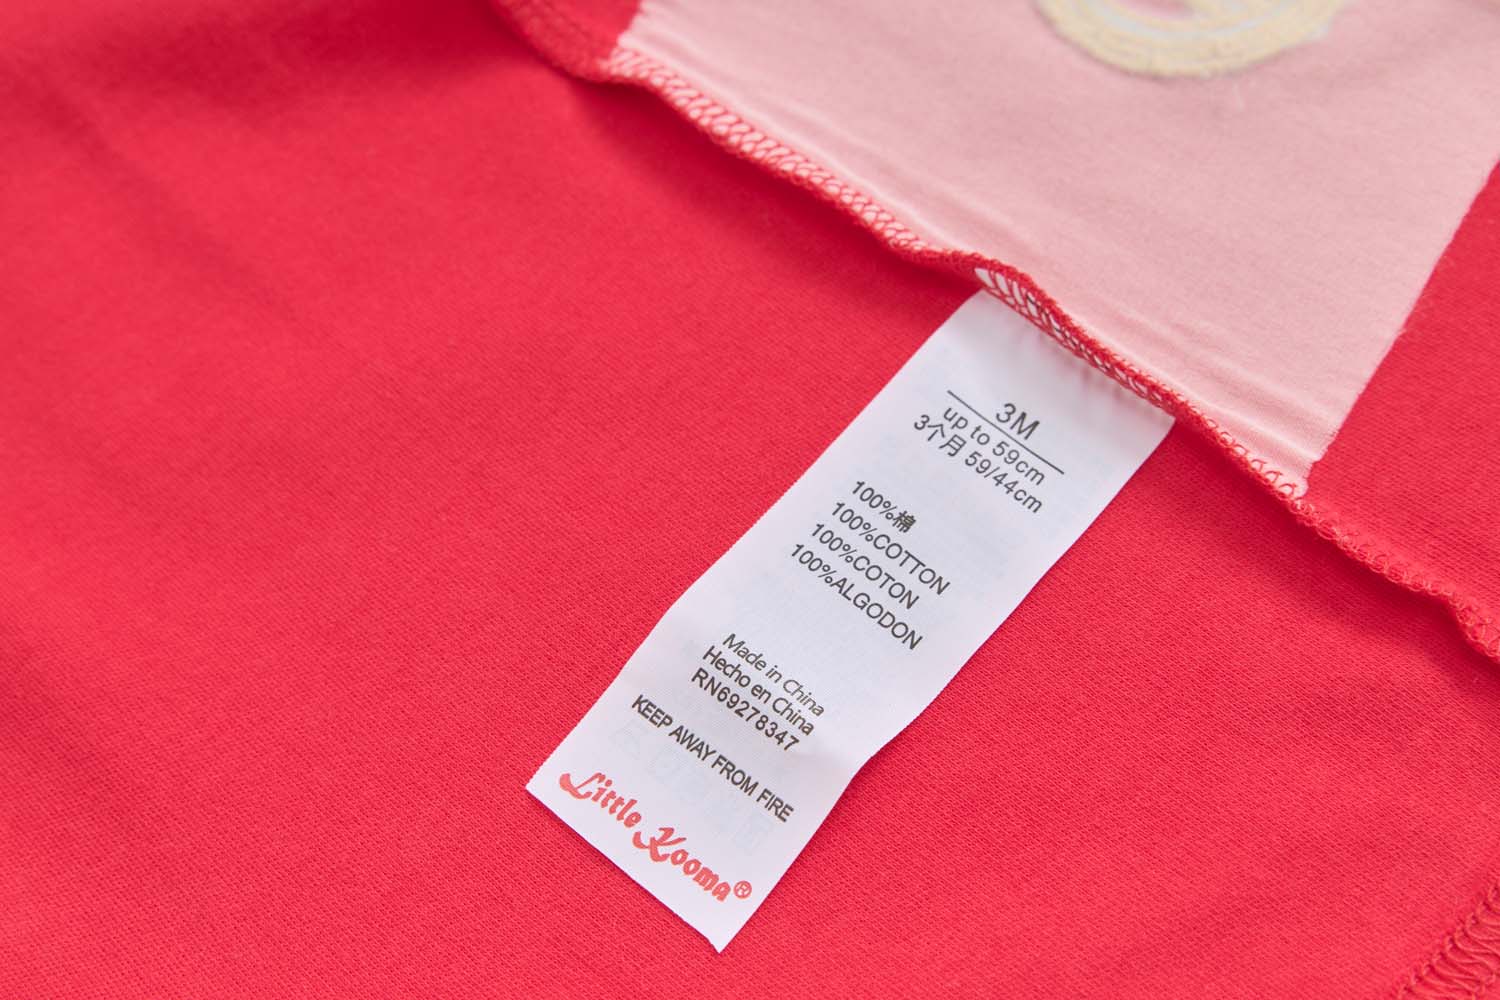 3M
up to 59cm
3个月 59/44cm
100%棉
100%COTTON
100%COTON
100%ALGODON
Made in China
Hecho en China
RN69278347
KEEP AWAY FROM FIRE
Little Kooma®